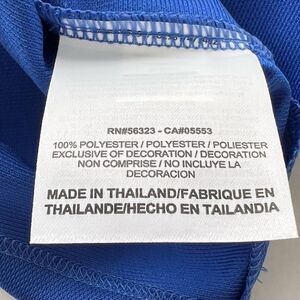 RN#56323 - CA#05553
100% POLYESTER / POLYESTER / POLIESTER
EXCLUSIVE OF DECORATION / DECORATION
NON COMPRISE / NO INCLUYE LA
DECORACION
MADE IN THAILAND/FABRIQUE EN
THAILANDE/HECHO EN TAILANDIA